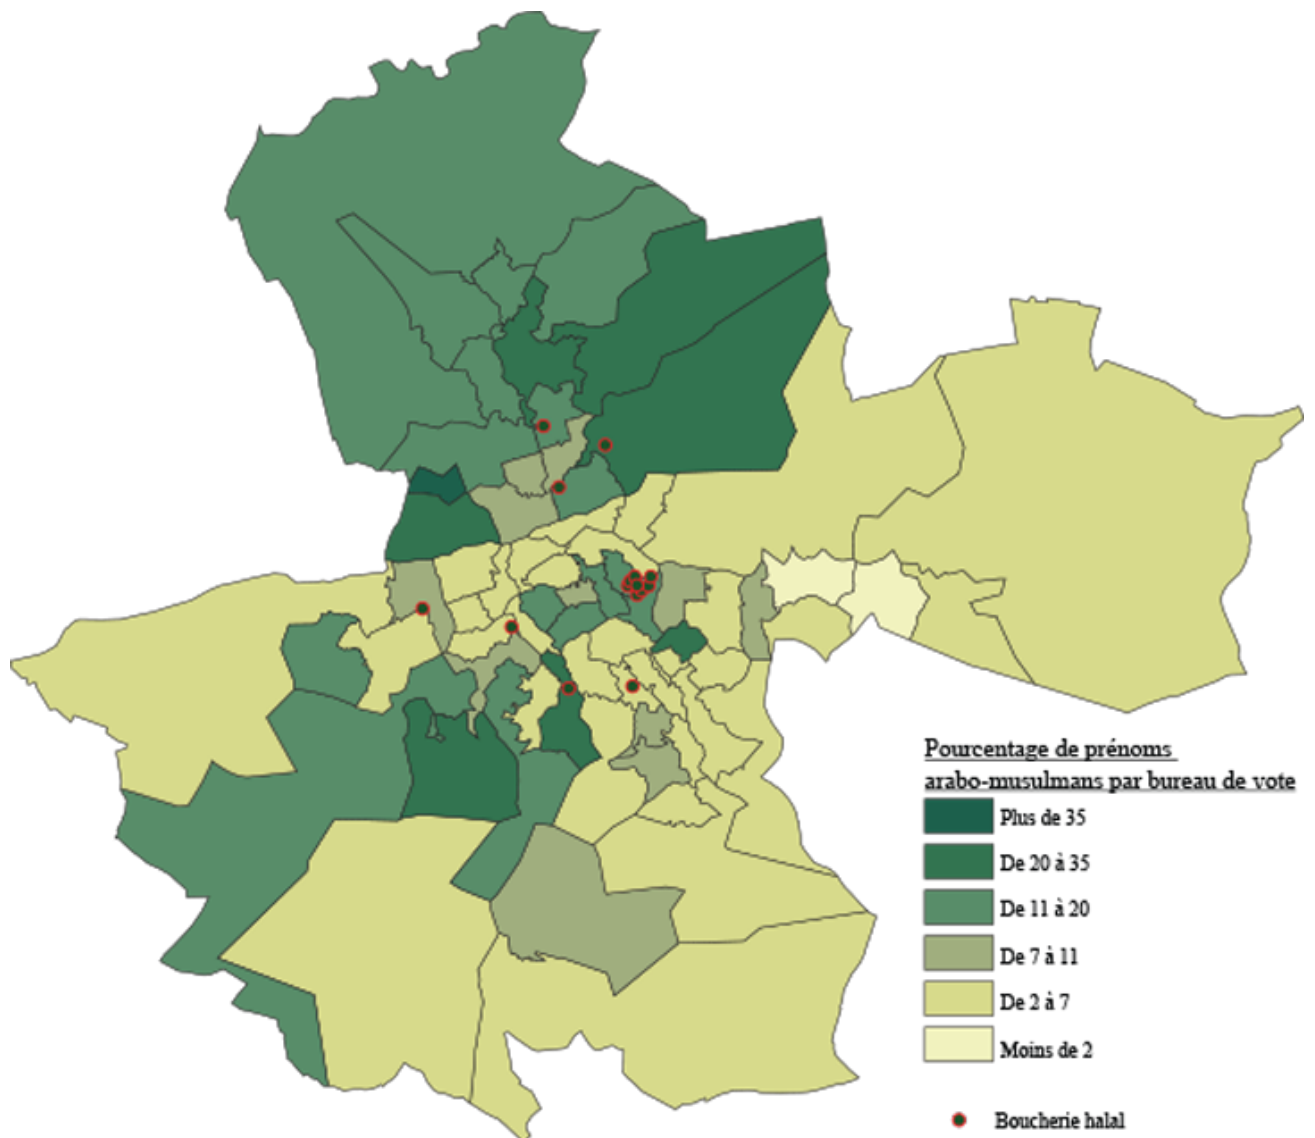 Pourcentage de prénoms
arabo-musulmans par bureau de vote
Plus de 35
De 20 à 35
De 11 à 20
De 7 à 11
De 2 à 7
Moins de 2
Boucherie halal